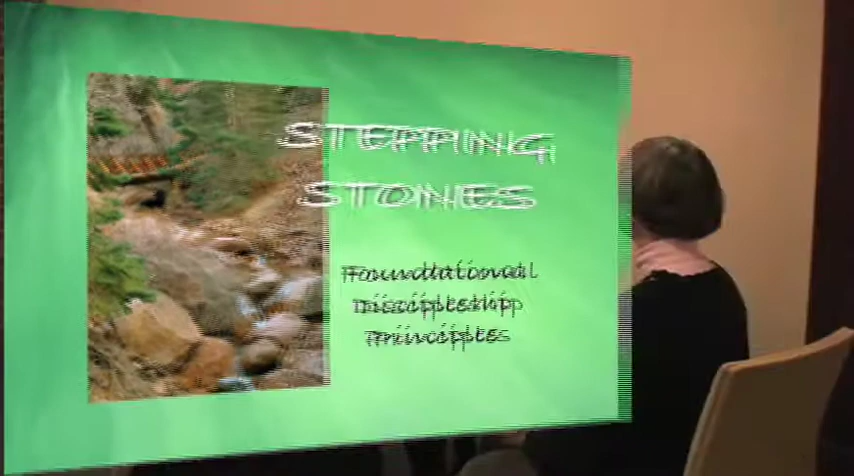 STEPPING
STONES
Foundational
Discipleship
Principles